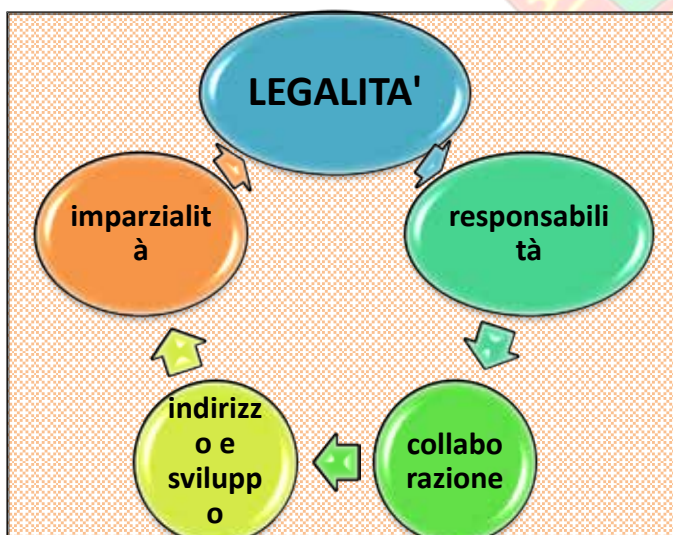 LEGALITA'
responsabili
tà
collabo
razione
indirizz
o e
svilupp
o
imparzialit
à